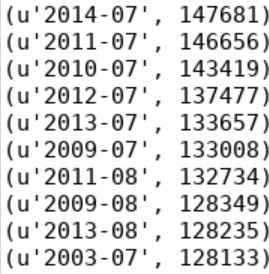 (u'2014-07', 147681)
(u'2011-07', 146656)
(u'2010-07', 143419)
(u'2012-07', 137477)
(u'2013-07', 133657)
(u'2009-07', 133008)
(u'2011-08', 132734)
(u'2009-08', 128349)
(u'2013-08', 128235)
(u'2003-07', 128133)